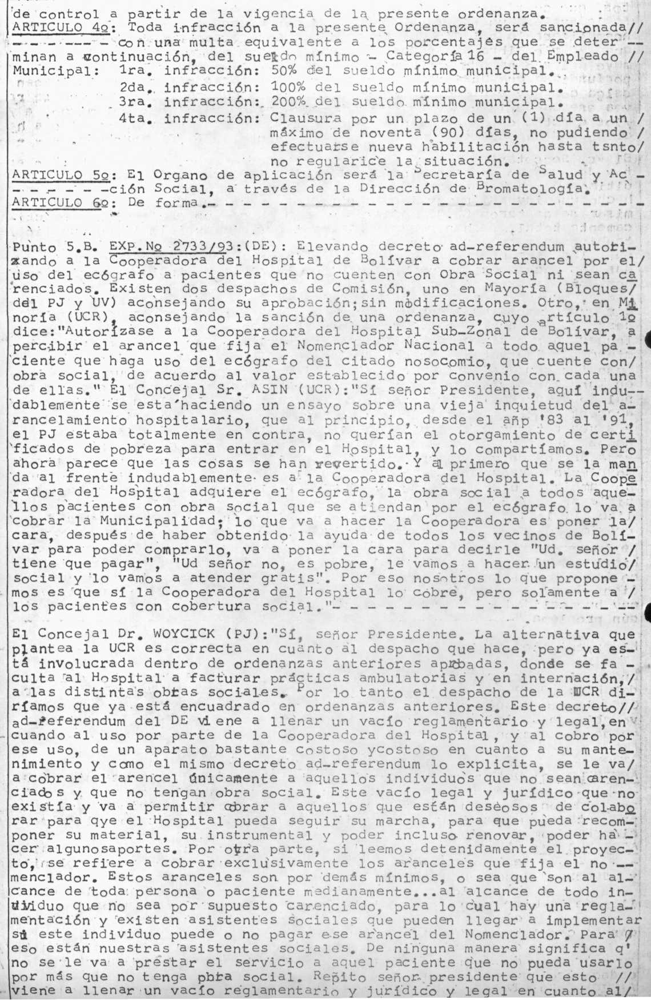 de control a partir de la vigencia de la presente ordenanza.
ARTICULO 4º: Toda infracción a la presente Ordenanza, será sancionada//
- - - - --- - con una multa equivalente a los porcentajes que se deter --
minan a continuación, del sueldo mínimo - Categoría 16 - del Empleado //
Municipal: 1ra. infracción: 50% del sueldo mínimo municipal.
2da. infracción: 100% del sueldo mínimo municipal.
3ra. infracción: 200% del sueldo mínimo municipal.
4ta. infracción: Clausura por un plazo de un (1) día a un /
máximo de noventa (90) días, no pudiendo /
efectuarse nueva habilitación hasta tsnto/
no regularice la situación.
ARTICULO 5º: El Organo de aplicación será la Secretaría de Salud y Ac -
- - - - - -ción Social, a través de la Dirección de Bromatología.
ARTICULO 6º: De forma.- - - - - - - - - - - - - - - - - - - - - - - - -
Punto 5.B. EXP.Nº 2733/93:(DE): Elevando decreto ad-referendum autori-
zando a la Cooperadora del Hospital de Bolívar a cobrar arancel por el/
uso del ecógrafo a pacientes que no cuenten con Obra Social ni sean ca
renciados. Existen dos despachos de Comisión, uno en Mayoría (Bloques/
del PJ y UV) aconsejando su aprobación;sin modificaciones. Otro, en Mi
noría (UCR), aconsejando la sanción de una ordenanza, cuyo artículo 1º
dice:"Autorízase a la Cooperadora del Hospital Sub-Zonal de Bolívar, a
percibir el arancel que fija el Nomenclador Nacional a todo aquel pa -
ciente que haga uso del ecógrafo del citado nosocomio, que cuente con/
obra social, de acuerdo al valor establecido por convenio con cada una
de ellas." El Concejal Sr. ASIN (UCR):"Sí señor Presidente, aquí indu--
dablemente se esta haciendo un ensayo sobre una vieja inquietud del a-
rancelamiento hospitalario, que al principio, desde el añp '83 al '91,
el PJ estaba totalmente en contra, no querían el otorgamiento de certi
ficados de pobreza para entrar en el Hospital, y lo compartíamos. Pero
ahora parece que las cosas se han revertido. Y al primero que se la man
da al frente indudablemente es a la Cooperadora del Hospital. La Coope
radora del Hospital adquiere el ecógrafo, la obra social a todos aque-
llos pacientes con obra social que se atiendan por el ecógrafo lo va a
cobrar la Municipalidad; lo que va a hacer la Cooperadora es poner la/
cara, después de haber obtenido la ayuda de todos los vecinos de Bolí-
var para poder comprarlo, va a poner la cara para decirle "Ud. señor /
tiene que pagar", "Ud señor no, es pobre, le vamos a hacer un estudio/
social y lo vamos a atender gratis". Por eso nosotros lo que propone -
mos es que sí la Cooperadora del Hospital lo cobre, pero solamente a /
los pacientes con cobertura social."- - - - - - - - - - - - - - - - --
El Concejal Dr. WOYCICK (PJ):"Sí, señor Presidente. La alternativa que
plantea la UCR es correcta en cuanto al despacho que hace, pero ya es-
tá involucrada dentro de ordenanzas anteriores aprobadas, donde se fa -
culta al Hospital a facturar prácticas ambulatorias y en internación,/
a las distintas obras sociales. Por lo tanto el despacho de la UCR di-
ríamos que ya está encuadrado en ordenanzas anteriores. Este decreto//
ad-referendum del DE viene a llenar un vacío reglamentario y legal,en
cuando al uso por parte de la Cooperadora del Hospital, y al cobro por
ese uso, de un aparato bastante costoso ycostoso en cuanto a su mante-
nimiento y como el mismo decreto ad-referendum lo explicita, se le va/
a cobrar el arencel únicamente a aquellos individuos que no sean caren-
ciados y que no tengan obra social. Este vacío legal y jurídico que no
existía y va a permitir cobrar a aquellos que están deseosos de colabo
rar para qye el Hospital pueda seguir su marcha, para que pueda recom-
poner su material, su instrumental y poder incluso renovar, poder ha -
cer algunosaportes. Por otra parte, si leemos detenidamente el proyec-
to, se refiere a cobrar exclusivamente los aranceles que fija el no --
menclador. Estos aranceles son por demás mínimos, o sea que son al al-
cance de toda persona o paciente medianamente...al alcance de todo in-
dividuo que no sea por supuesto carenciado, para lo cual hay una regla-
mentación y existen asistentes sociales que pueden llegar a implementar
si este individuo puede o no pagar ese arancel del Nomenclador. Para /
eso están nuestras asistentes sociales. De ninguna manera significa q'
no se le va a prestar el servicio a aquel paciente que no pueda usarlo
por más que no tenga pbra social. Repito señor presidente que esto //
viene a llenar un vacío reglamentario y jurídico y legal en cuanto al/